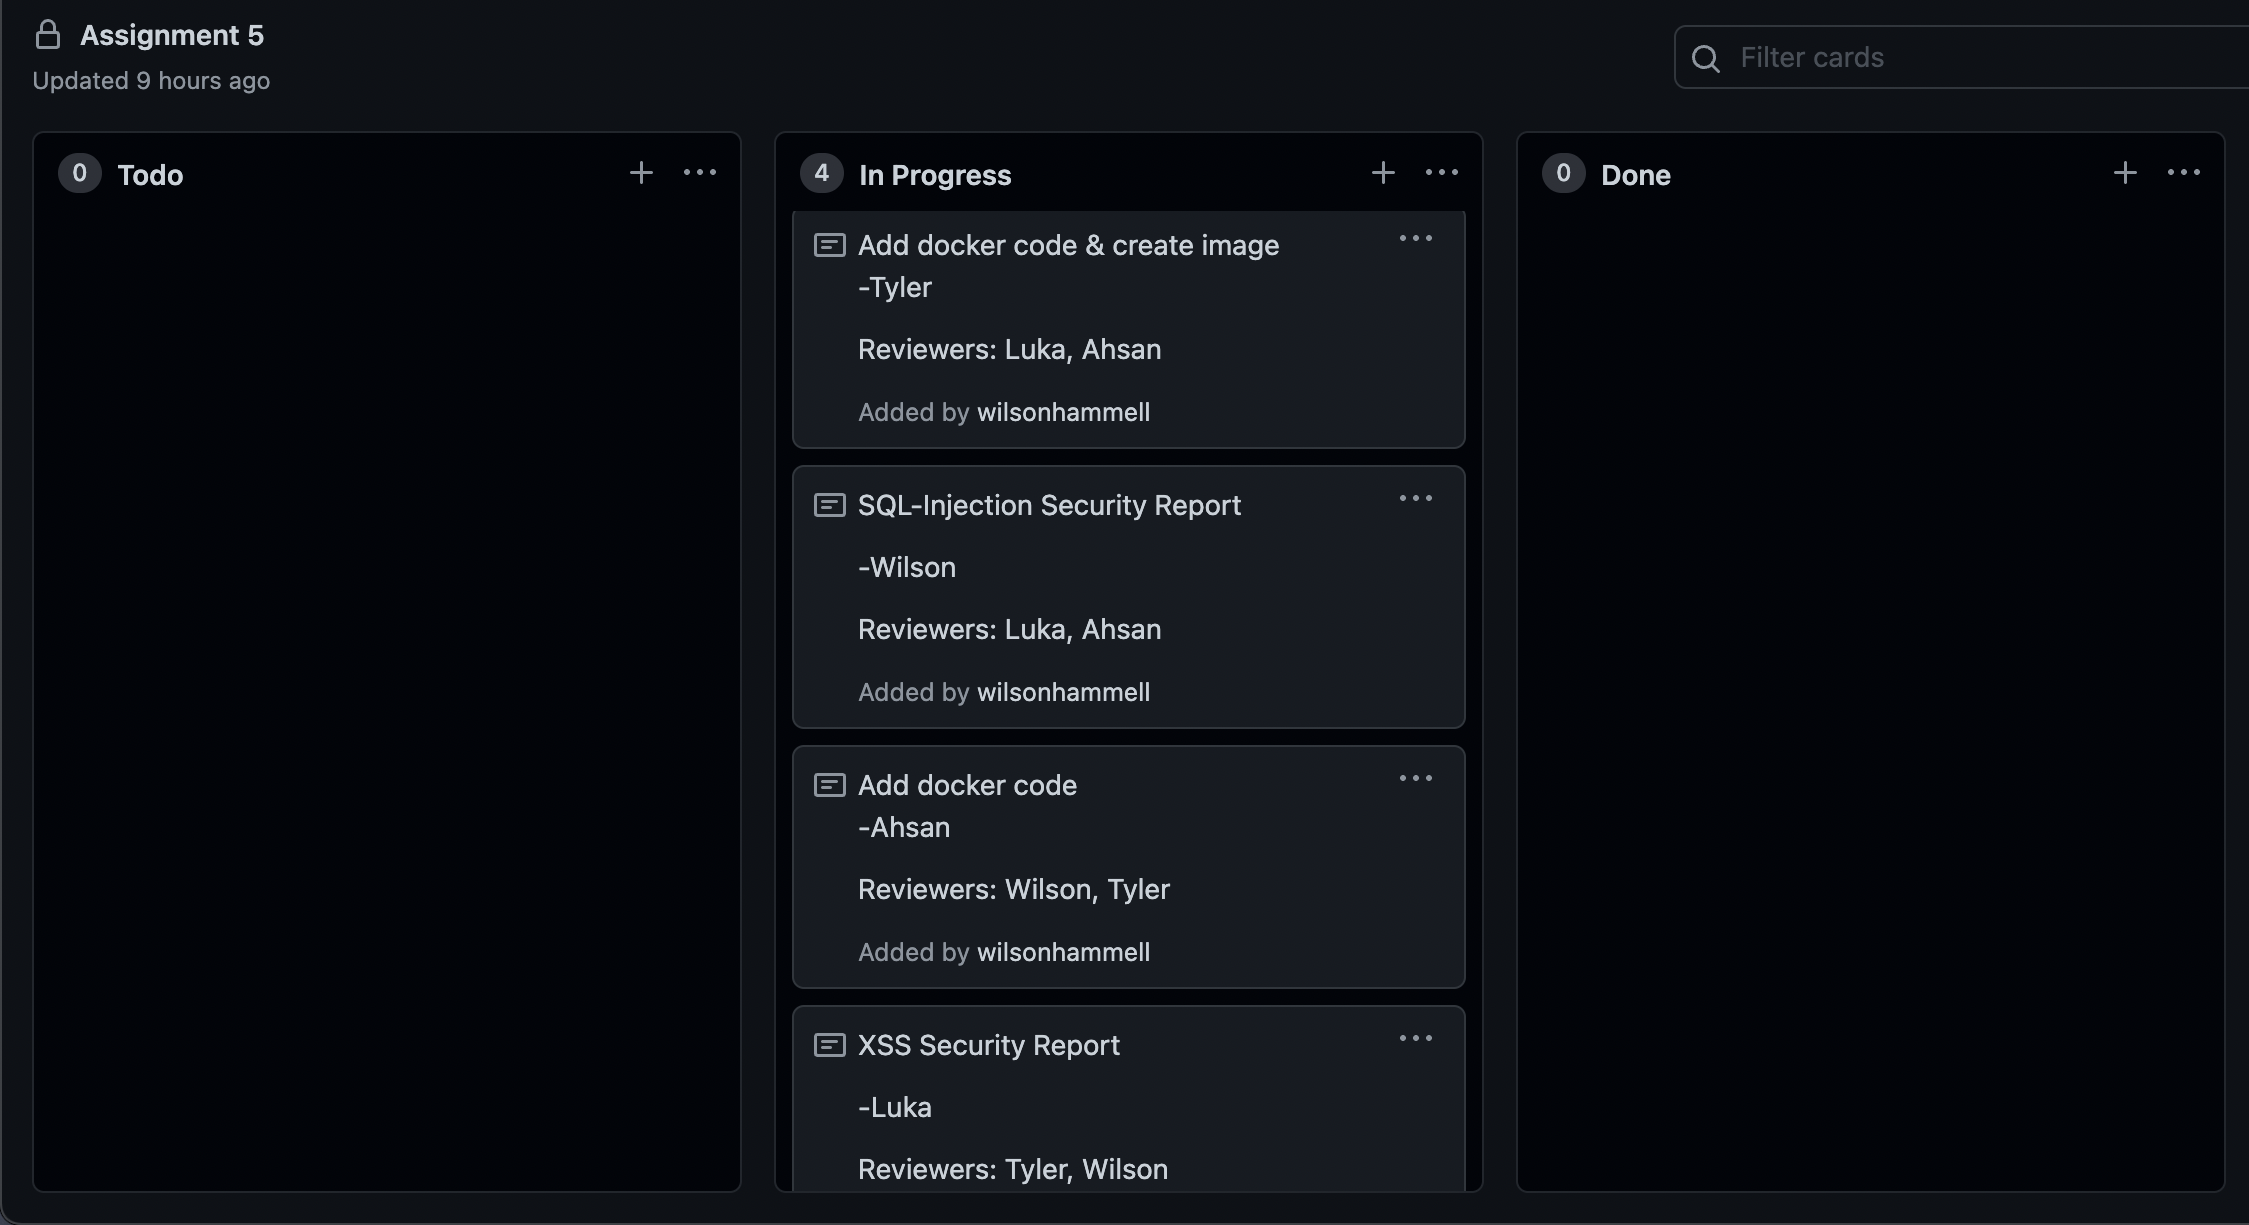 Assignment 5
Updated 9 hours ago
Filter cards
0 Todo
4 In Progress
Add docker code & create image
-Tyler
Reviewers: Luka, Ahsan
Added by wilsonhammell
SQL-Injection Security Report
-Wilson
Reviewers: Luka, Ahsan
Added by wilsonhammell
Add docker code
-Ahsan
Reviewers: Wilson, Tyler
Added by wilsonhammell
XSS Security Report
-Luka
Reviewers: Tyler, Wilson
0 Done